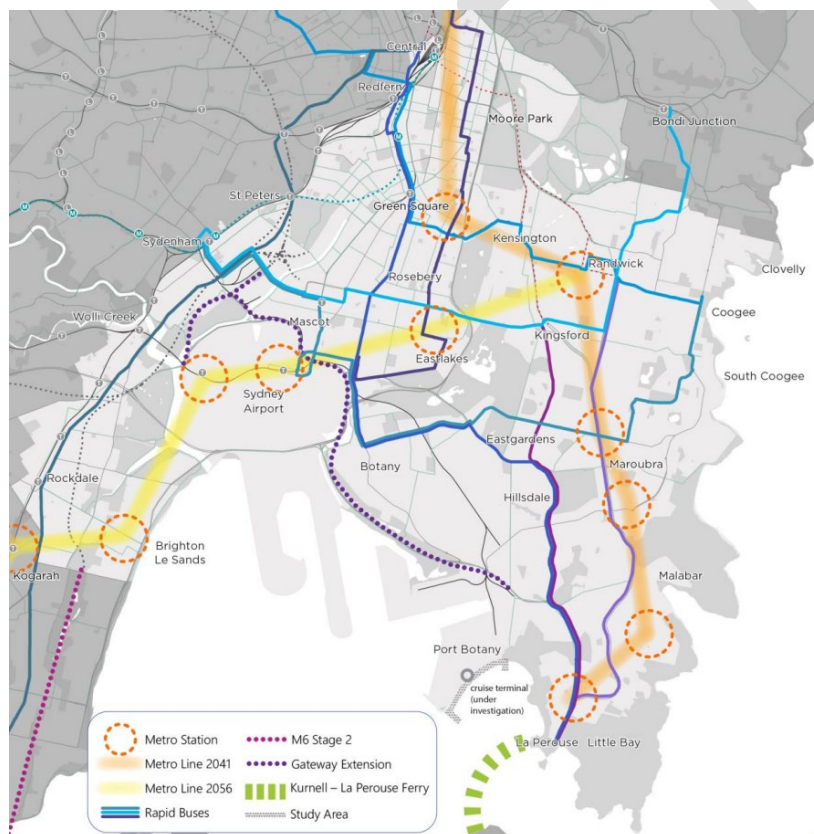 Central
Redfern
Moore Park
Bondi Junction
St Peters
Green Square
Sydenham
Kensington
Randwick
Clovelly
Rosebery
Wolli Creek
Mascot
Coogee
Kingsford
Eastlakes
South Coogee
Sydney
Airport
Eastgardens
Botany
Maroubra
Rockdale
Hillsdale
Brighton
Le Sands
Kogarah
Malabar
Port Botany
cruise terminal
(under
investigation)
La Perouse
Little Bay
Metro Station
Metro Line 2041
Metro Line 2056
Rapid Buses
M6 Stage 2
Gateway Extension
Kurnell – La Perouse Ferry
Study Area